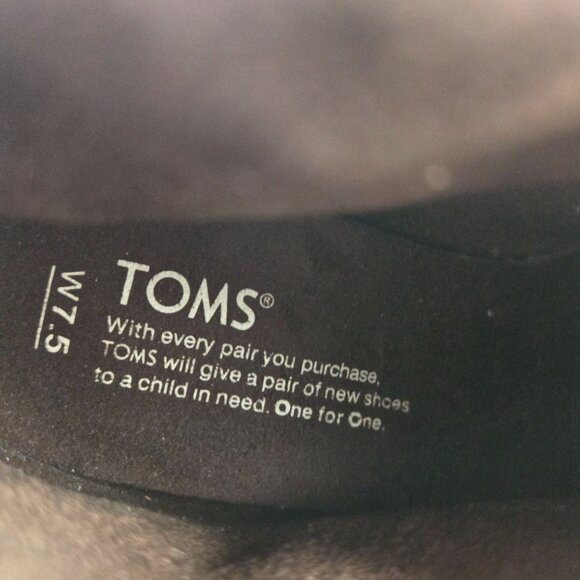 TOMS®
With every pair you purchase,
TOMS will give a pair of new shoes
to a child in need. One for One.
W7.5